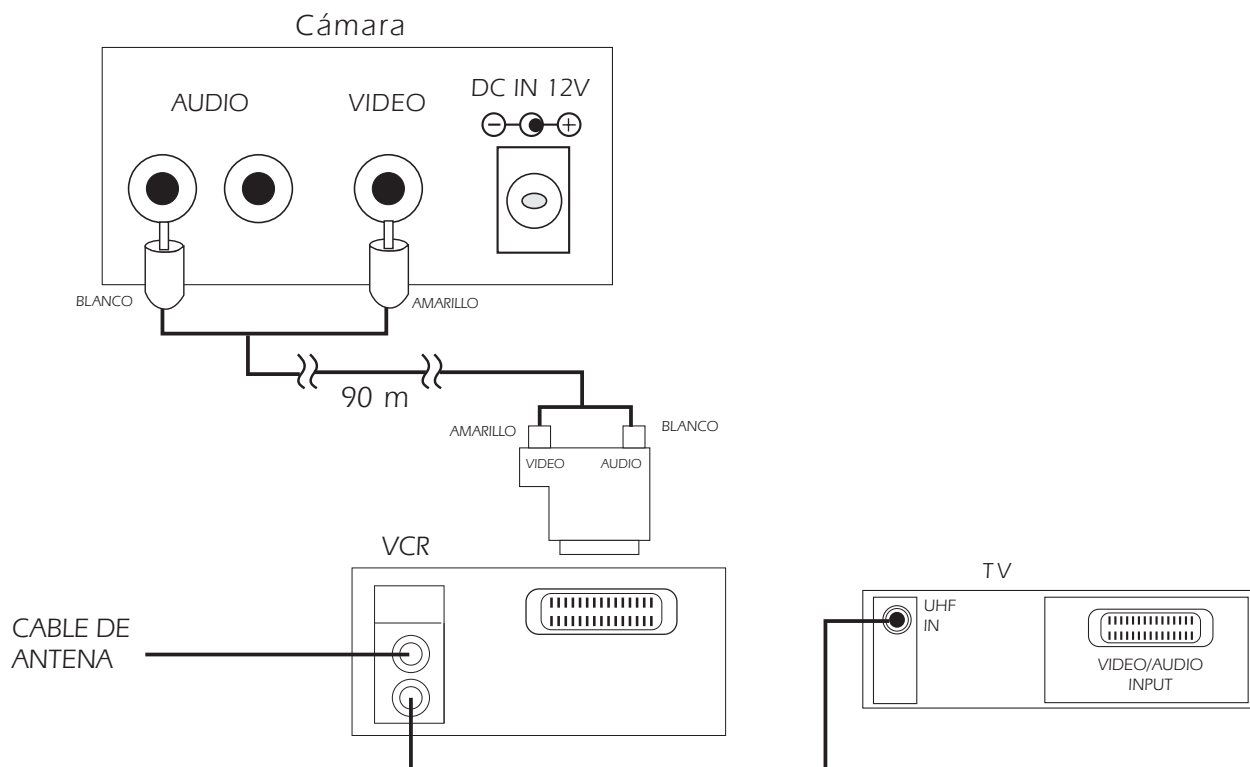 Cámara
AUDIO
VIDEO
DC IN 12V
BLANCO
AMARILLO
90 m
AMARILLO
BLANCO
VIDEO
AUDIO
VCR
TV
CABLE DE
ANTENA
UHF
IN
VIDEO/AUDIO
INPUT